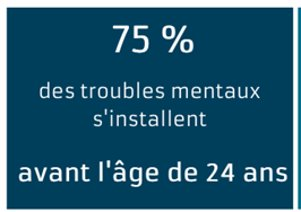 75 %
des troubles mentaux
s'installent
avant l'âge de 24 ans